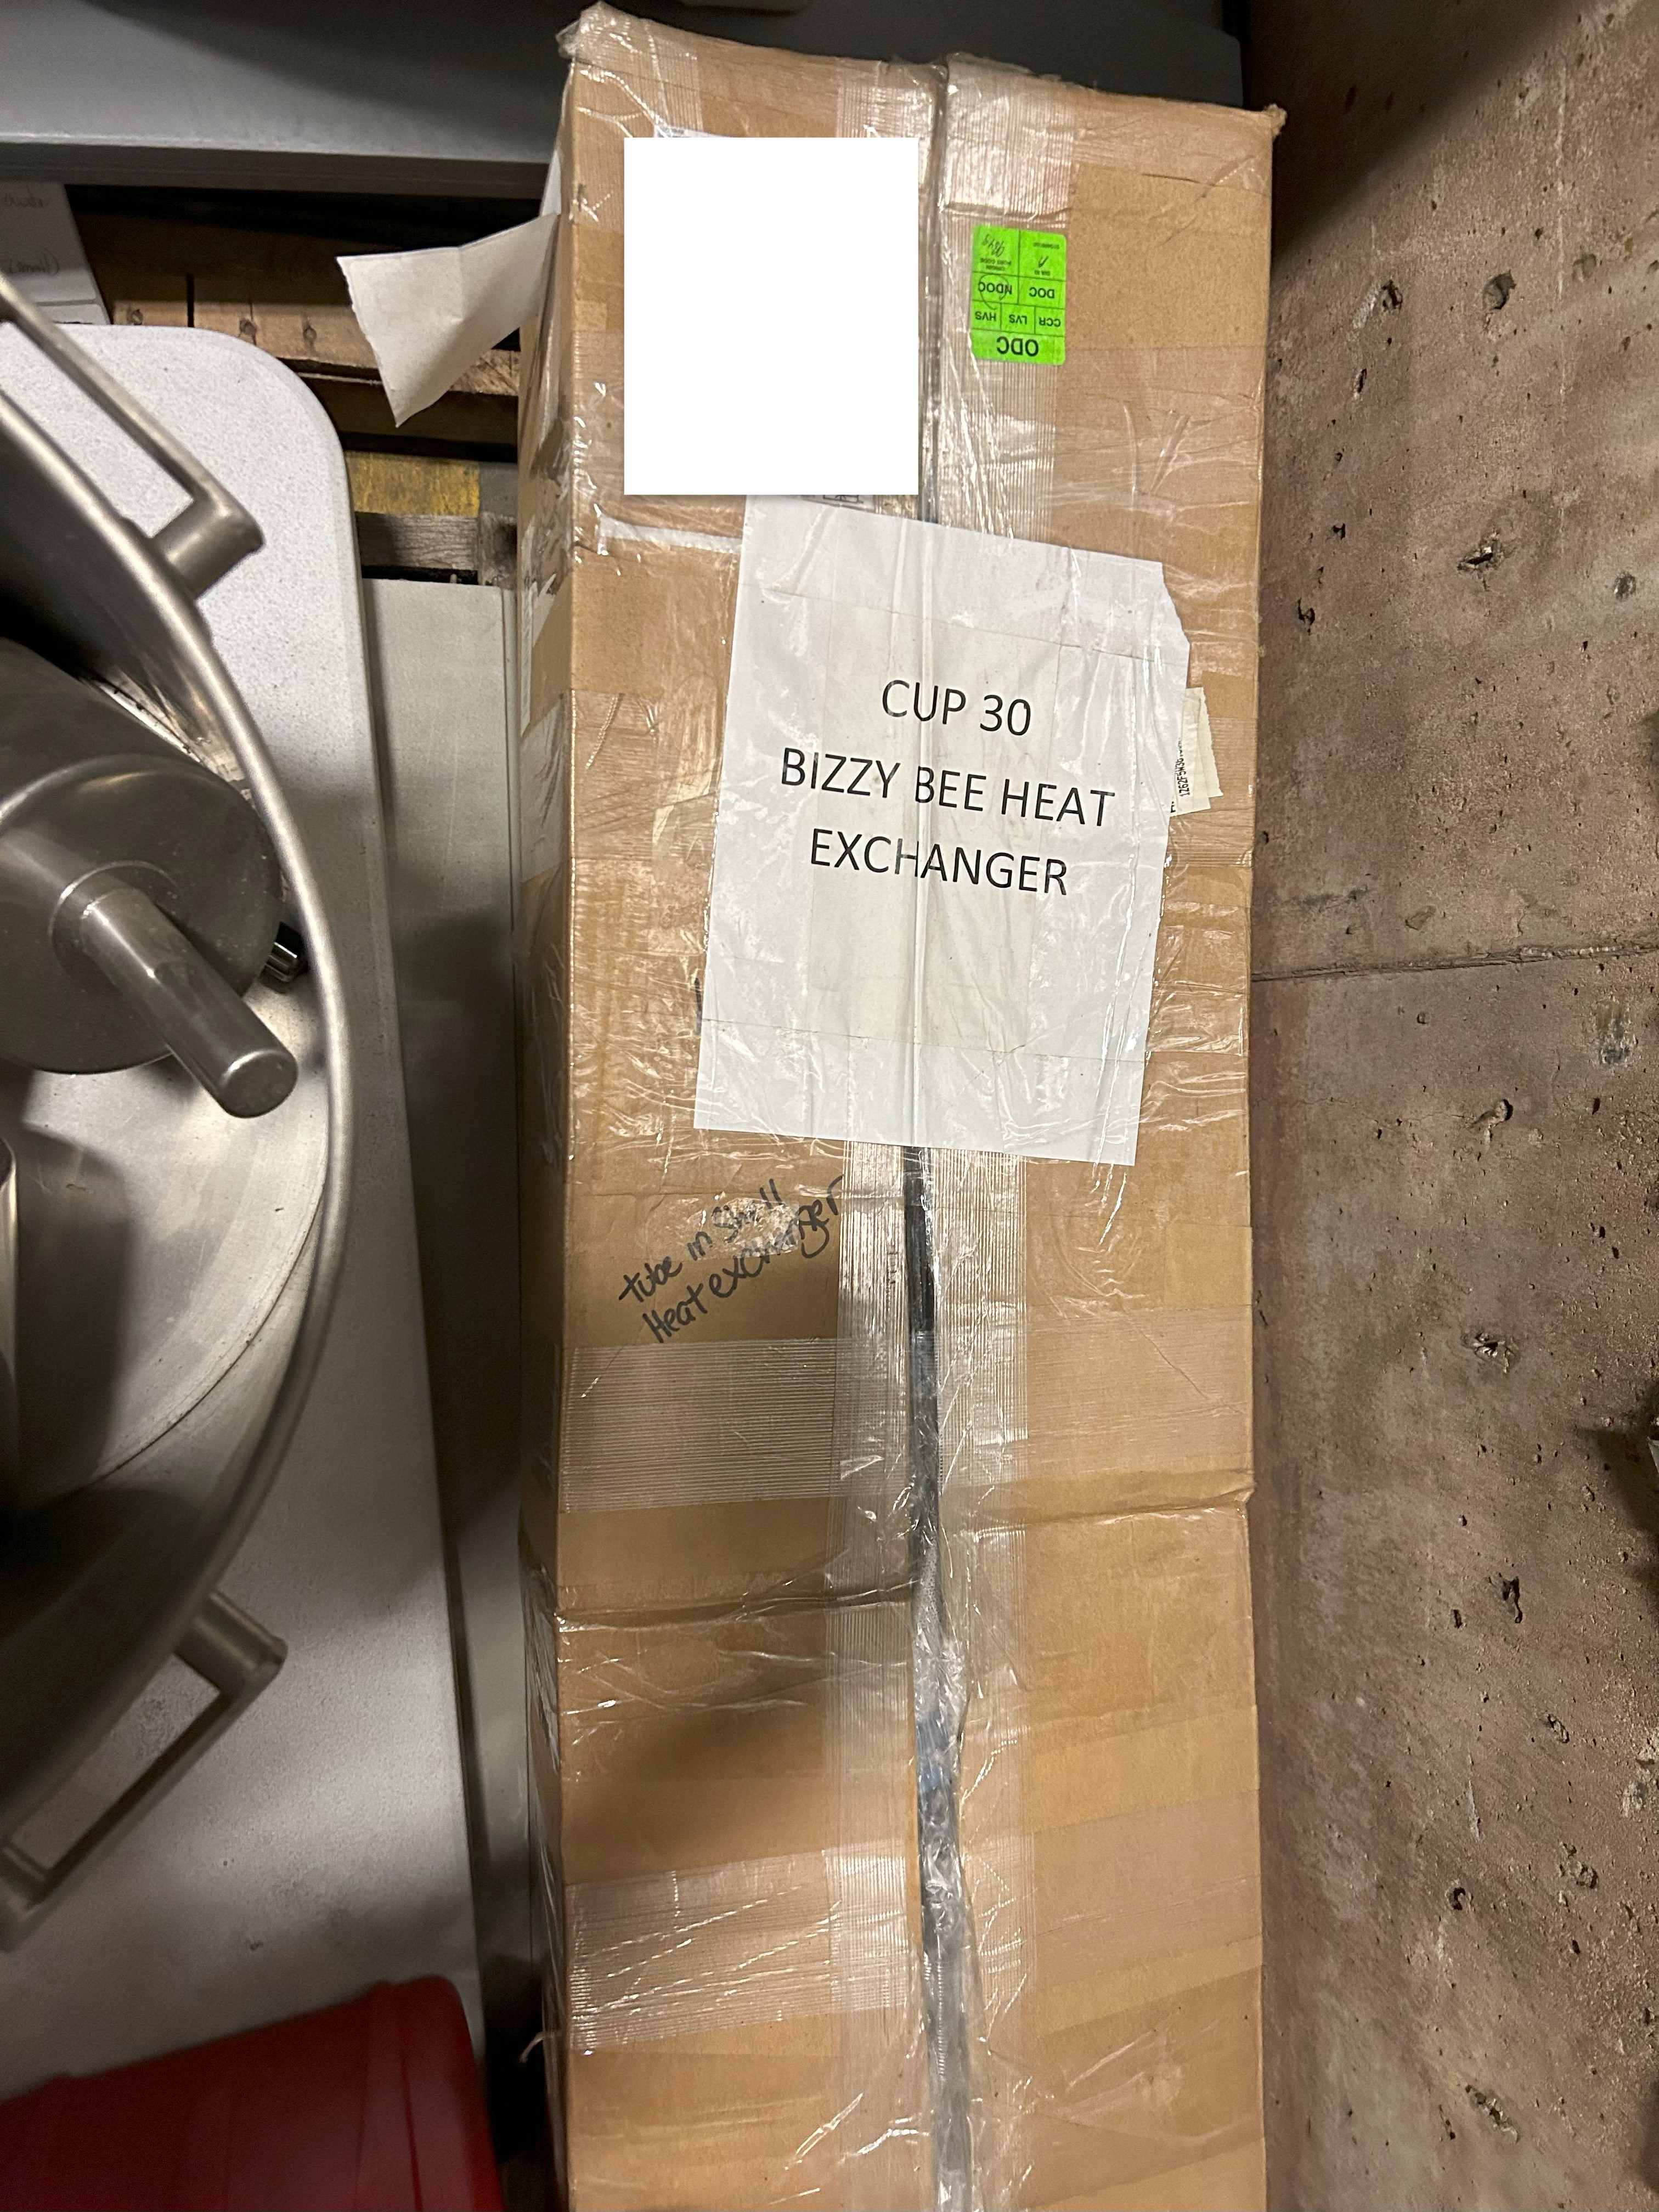 ODC
CCR LVS HVS
DOC NDOC
CUP 30
BIZZY BEE HEAT
EXCHANGER
tube in Shell
Heat exchanger